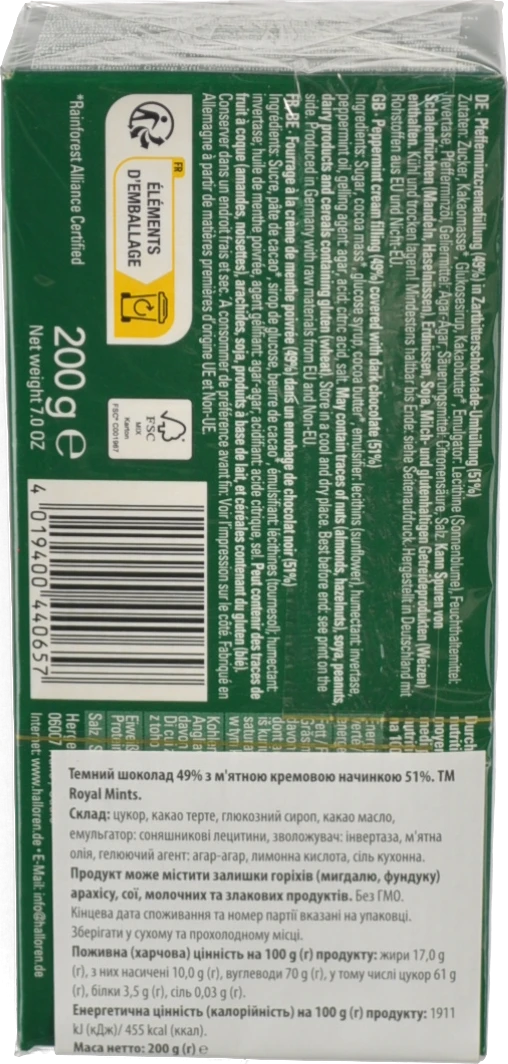 DE · Pfefferminzcremefüllung (49%) in Zartbitterschokolade-Umhüllung (51%)
Zutaten: Zucker, Kakaomasse*, Glukosesirup, Kakaobutter*, Emulgator: Lecithine (Sonnenblume), Feuchthaltemittel:
Invertase, Pfefferminzöl, Geliermittel: Agar-Agar, Säuerungsmittel: Citronensäure, Salz. Kann Spuren von
Schalenfrüchten (Mandeln, Haselnüssen), Erdnüssen, Soja, Milch- und glutenhaltigen Getreideprodukten (Weizen)
enthalten. Kühl und trocken lagern! Mindestens haltbar bis Ende: siehe Seitenaufdruck. Hergestellt in Deutschland mit
Rohstoffen aus EU und Nicht-EU.
GB · Peppermint cream filling (49%) covered with dark chocolate (51%)
Ingredients: Sugar, cocoa mass*, glucose syrup, cocoa butter*, emulsifier: lecithins (sunflower), humectant: invertase,
peppermint oil, gelling agent: agar, acid: citric acid, salt. May contain traces of nuts (almonds, hazelnuts), soya, peanuts,
dairy products and cereals containing gluten (wheat). Store in a cool and dry place. Best before end: see print on the
side. Produced in Germany with raw materials from EU and Non-EU.
FR-BE · Fourrage à la crème de menthe poivrée (49%) dans un enrobage de chocolat noir (51%)
Ingrédients: Sucre, pâte de cacao*, sirop de glucose, beurre de cacao*, émulsifiant: lécithines (tournesol), humectant:
invertase; huile de menthe poivrée, agent gélifiant: agar-agar, acidifiant: acide citrique, sel. Peut contenir des traces de
fruit à coque (amandes, noisettes), arachides, soja, produits à base de lait, et céréales contenant du gluten (blé).
Conserver dans un endroit frais et sec. A consommer de préférence avant fin: Voir l'impression sur le côté. Fabriqué en
Allemagne à partir de matières premières d'origine UE et Non-UE.
FR
ÉLÉMENTS
D'EMBALLAGE
*Rainforest Alliance Certified
FSC
MIX
Karton
FSC® C001967
200g e
Net weight 7.0 OZ
4 019400 440657
Internet: www.halloren.de • E-Mail: info@halloren.de
Темний шоколад 49% з м'ятною кремовою начинкою 51%. ТМ
Royal Mints.
Склад: цукор, какао терте, глюкозний сироп, какао масло,
емульгатор: соняшникові лецитини, зволожувач: інвертаза, м'ятна
олія, гелюючий агент: агар-агар, лимонна кислота, сіль кухонна.
Продукт може містити залишки горіхів (мигдалю, фундуку)
арахісу, сої, молочних та злакових продуктів. Без ГМО.
Кінцева дата споживання та номер партії вказані на упаковці.
Зберігати у сухому та прохолодному місці.
Поживна (харчова) цінність на 100 g (г) продукту: жири 17,0 g
(г), з них насичені 10,0 g (г), вуглеводи 70 g (г), у тому числі цукор 61 g
(г), білки 3,5 g (г), сіль 0,03 g (г).
Енергетична цінність (калорійність) на 100 g (г) продукту: 1911
kJ (кДж)/ 455 kcal (ккал).
Маса нетто: 200 g (г) e